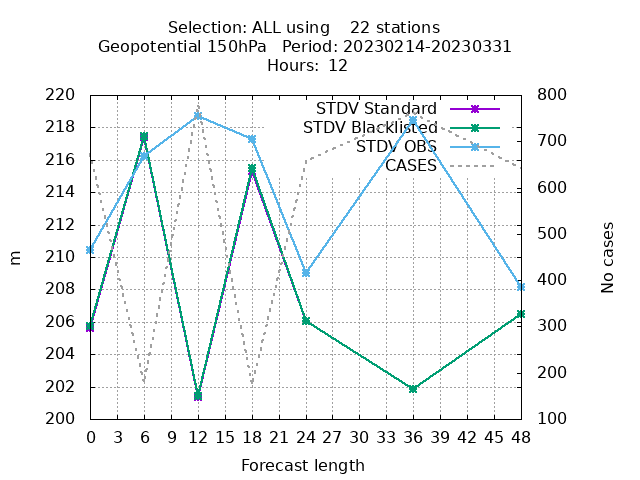 Selection: ALL using    22 stations
Geopotential 150hPa   Period: 20230214-20230331
Hours:  12
STDV Standard
STDV Blacklisted
STDV OBS
CASES
220
218
216
214
212
210
208
206
204
202
200
800
700
600
500
400
300
200
100
m
No cases
0 3 6 9 12 15 18 21 24 27 30 33 36 39 42 45 48
Forecast length